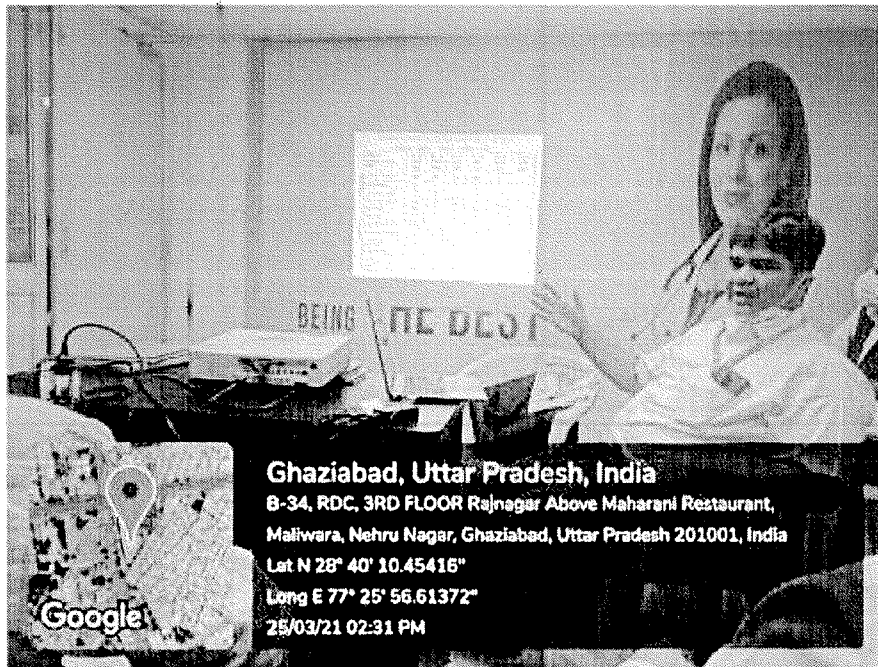 BEING THE BEST
Ghaziabad, Uttar Pradesh, India
B-34, RDC, 3RD FLOOR Rajnagar Above Maharani Restaurant,
Maliwara, Nehru Nagar, Ghaziabad, Uttar Pradesh 201001, India
Lat N 28° 40' 10.45416"
Long E 77° 25' 56.61372"
25/03/21 02:31 PM
Google